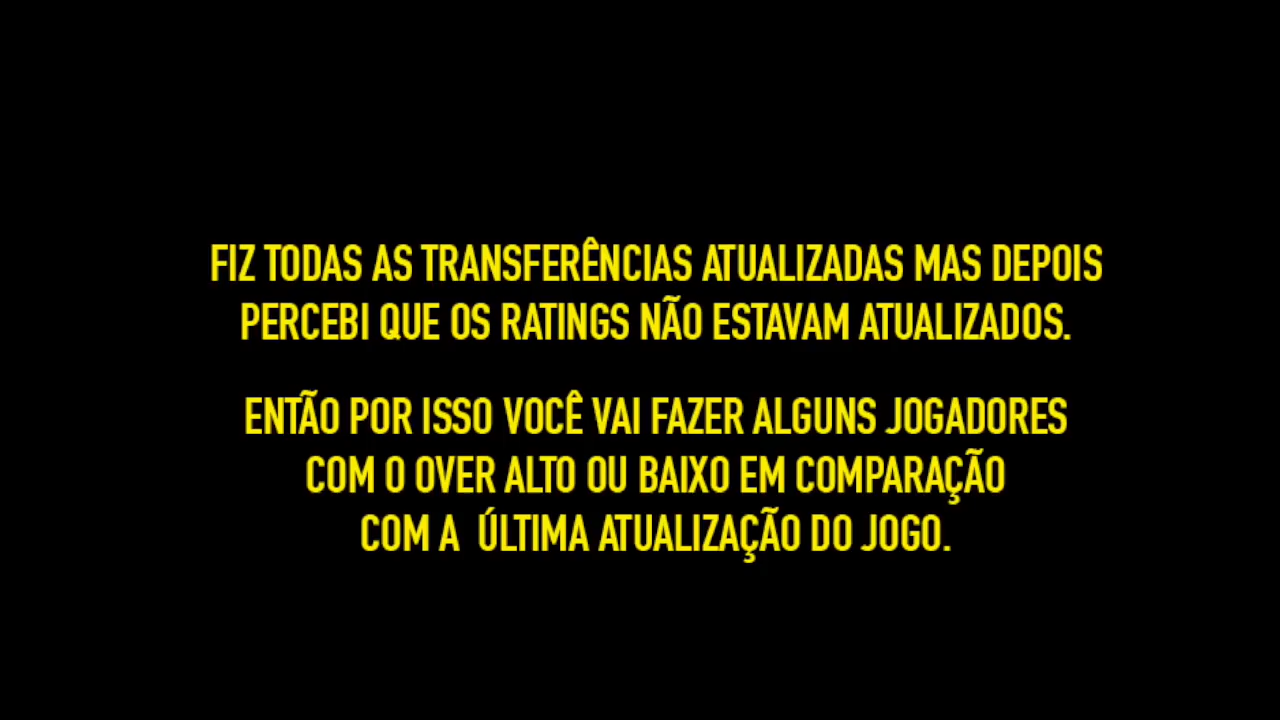 FIZ TODAS AS TRANSFERÊNCIAS ATUALIZADAS MAS DEPOIS
PERCEBI QUE OS RATINGS NÃO ESTAVAM ATUALIZADOS.
ENTÃO POR ISSO VOCÊ VAI FAZER ALGUNS JOGADORES
COM O OVER ALTO OU BAIXO EM COMPARAÇÃO
COM A ÚLTIMA ATUALIZAÇÃO DO JOGO.